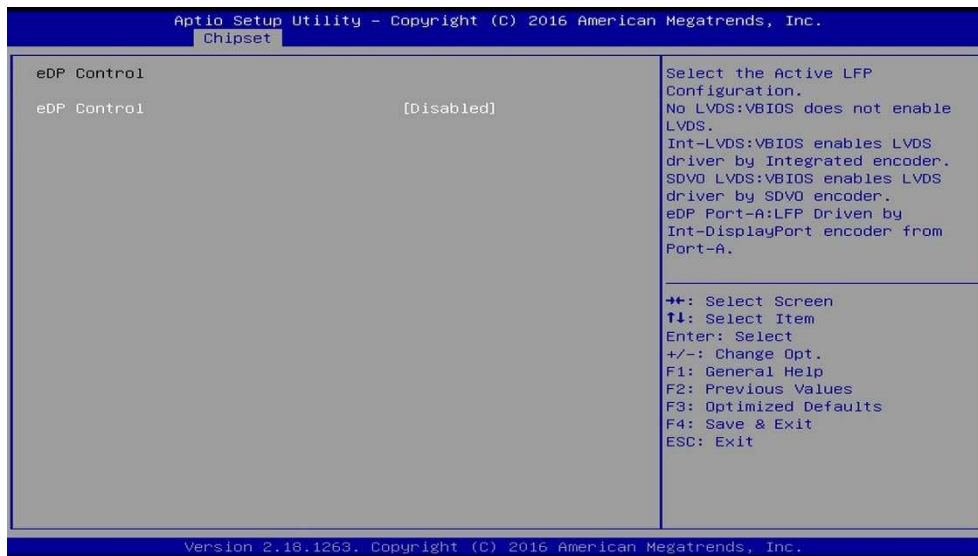 Aptio Setup Utility – Copyright (C) 2016 American Megatrends, Inc.
Chipset
eDP Control
eDP Control [Disabled]
Select the Active LFP
Configuration.
No LVDS:VBIOS does not enable
LVDS.
Int-LVDS:VBIOS enables LVDS
driver by Integrated encoder.
SDVO LVDS:VBIOS enables LVDS
driver by SDVO encoder.
eDP Port-A:LFP Driven by
Int-DisplayPort encoder from
Port-A.
→←: Select Screen
↑↓: Select Item
Enter: Select
+/-: Change Opt.
F1: General Help
F2: Previous Values
F3: Optimized Defaults
F4: Save & Exit
ESC: Exit
Version 2.18.1263. Copyright (C) 2016 American Megatrends, Inc.